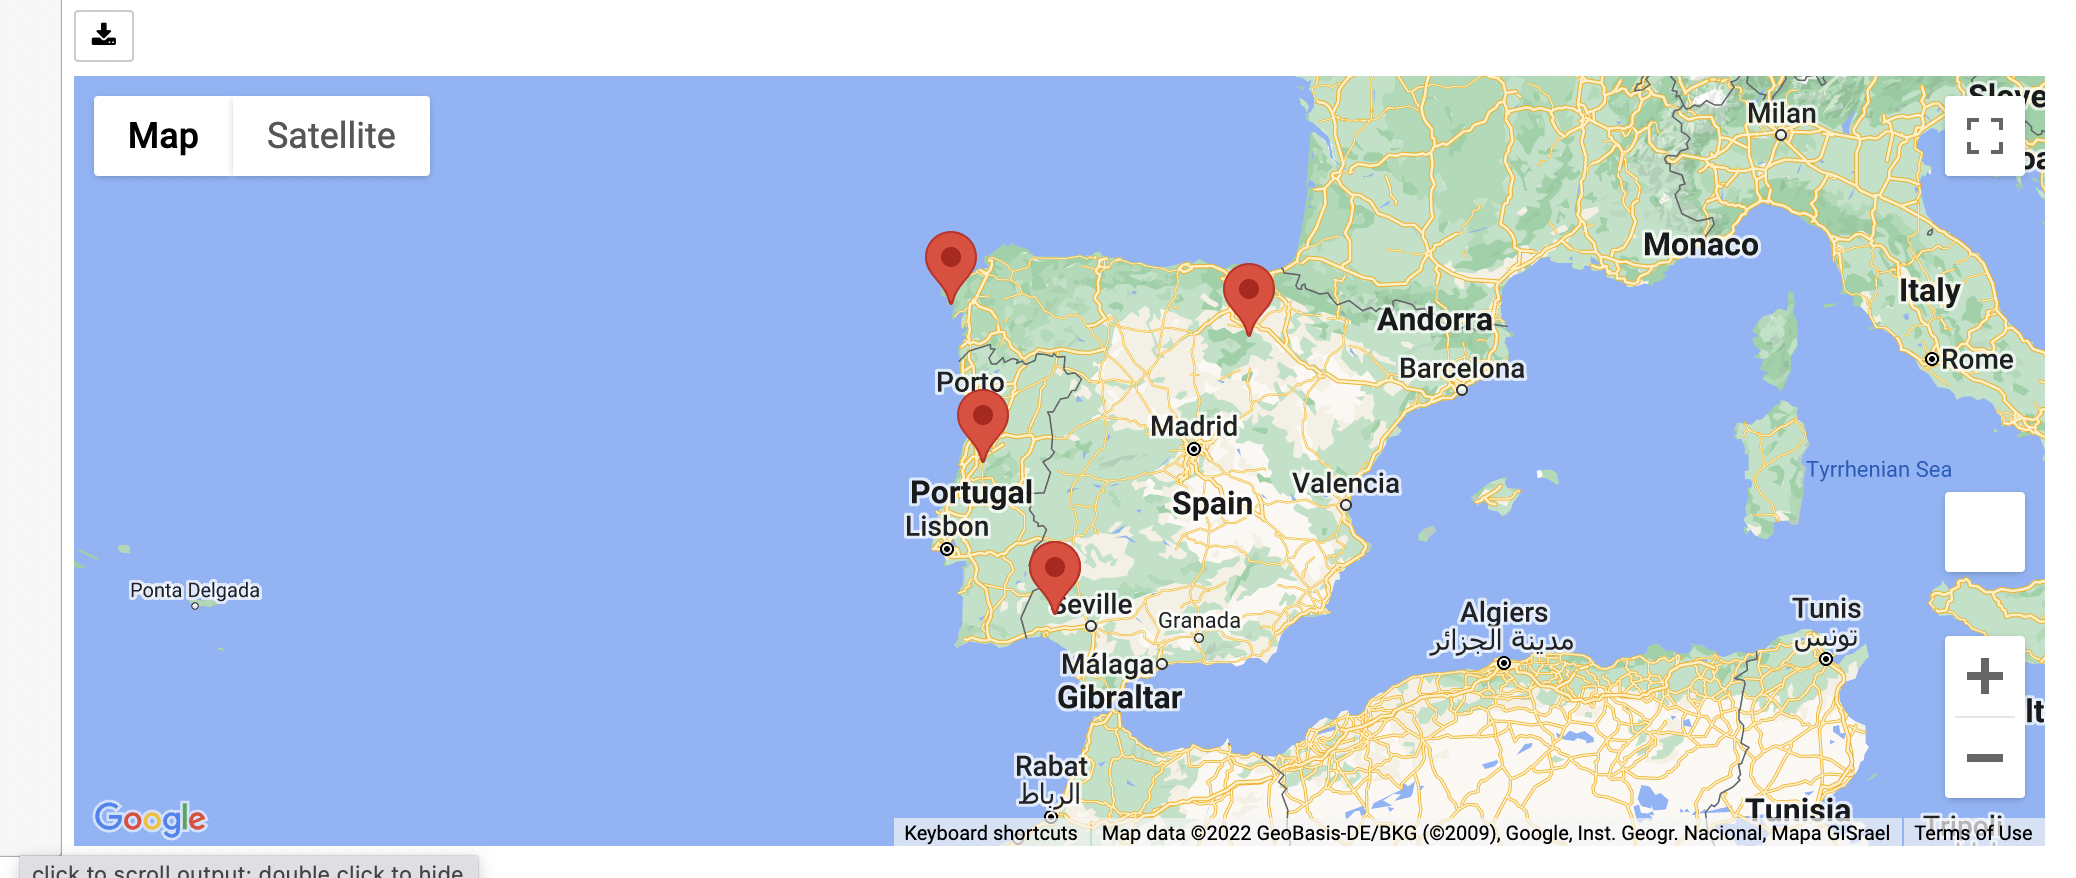 Map
Satellite
Milan
Monaco
Italy
Andorra
Rome
Porto
Barcelona
Madrid
Tyrrhenian Sea
Portugal
Spain
Valencia
Lisbon
Ponta Delgada
Seville
Granada
Algiers
مدينة الجزائر
Tunis
تونس
Málaga
Gibraltar
Rabat
الرباط
Tunisia
Google
Keyboard shortcuts
Map data ©2022 GeoBasis-DE/BKG (©2009), Google, Inst. Geogr. Nacional, Mapa GISrael
Terms of Use
Tripoli
click to scroll output; double click to hide